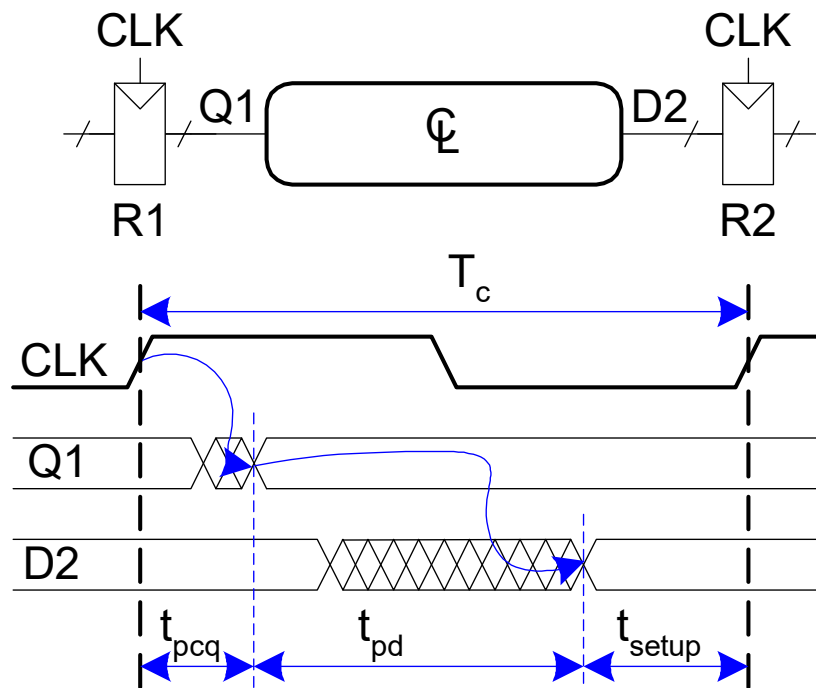 CLK CLK
Q1 CL D2
R1 R2
Tc
CLK
Q1
D2
tpcq tpd tsetup